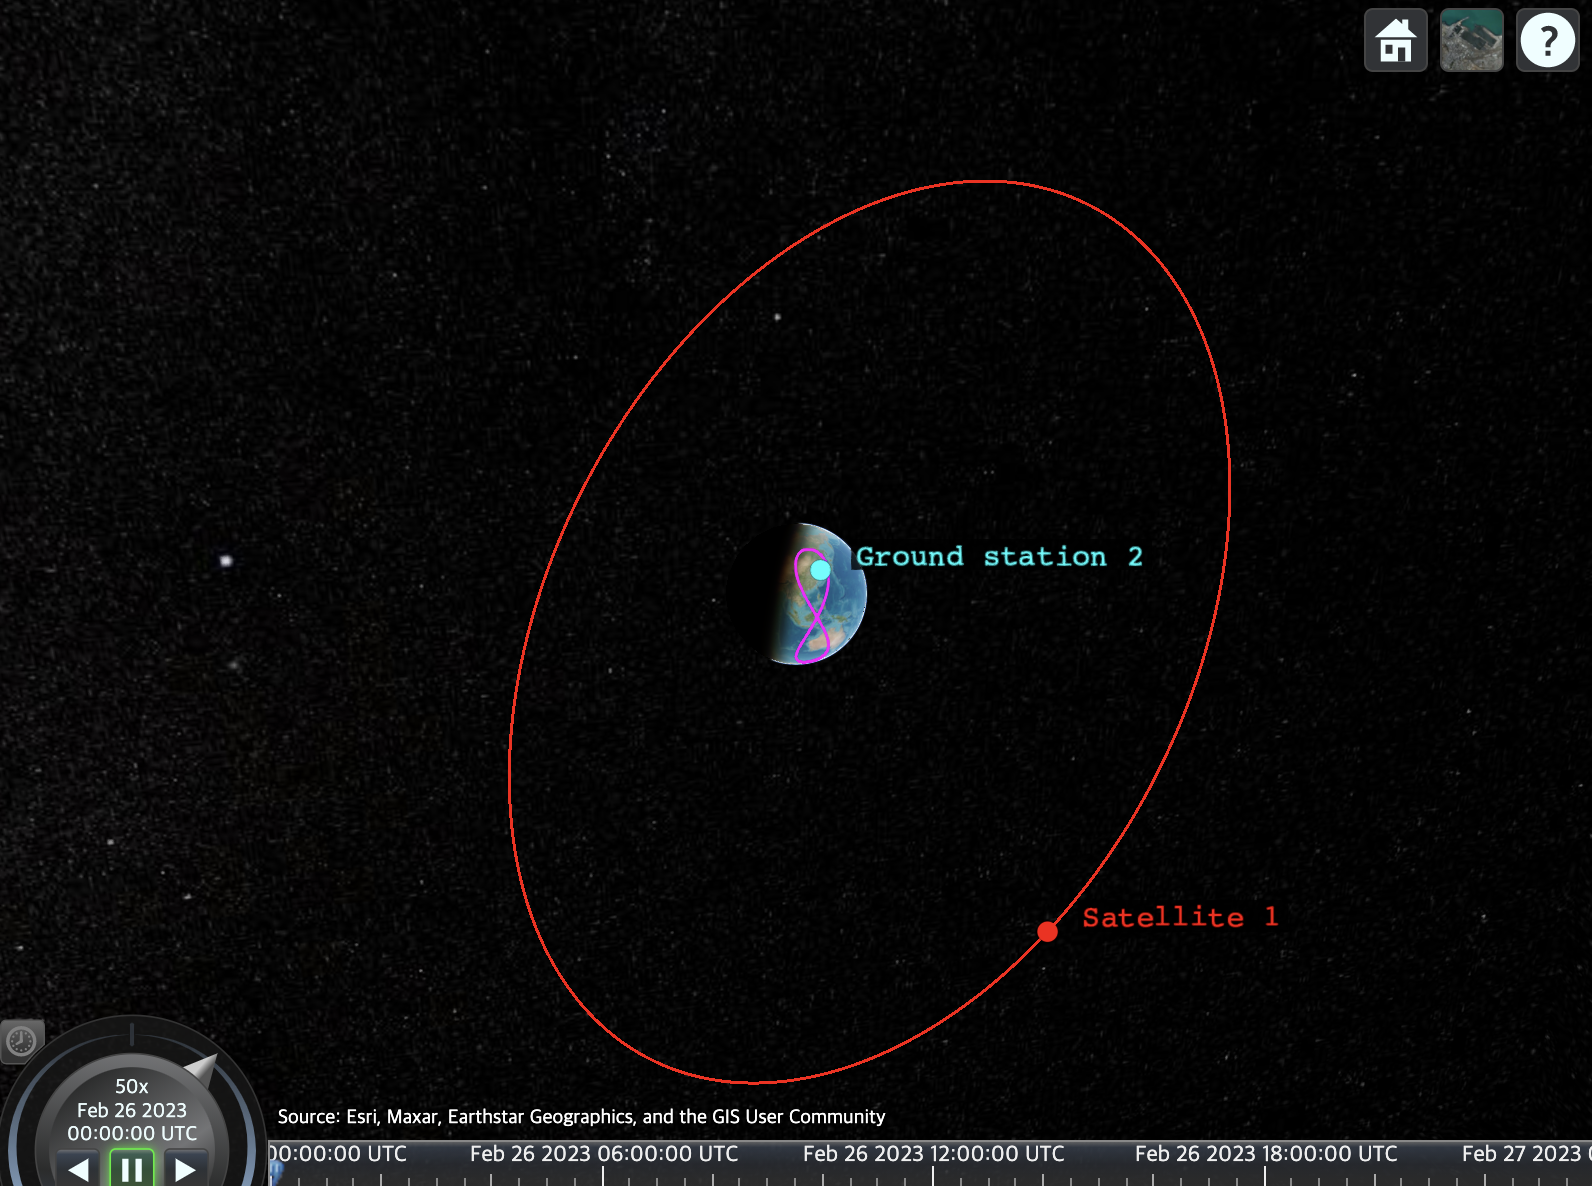 ?
Ground station 2
Satellite 1
50x
Feb 26 2023
00:00:00 UTC
Source: Esri, Maxar, Earthstar Geographics, and the GIS User Community
00:00:00 UTC Feb 26 2023 06:00:00 UTC Feb 26 2023 12:00:00 UTC Feb 26 2023 18:00:00 UTC Feb 27 2023